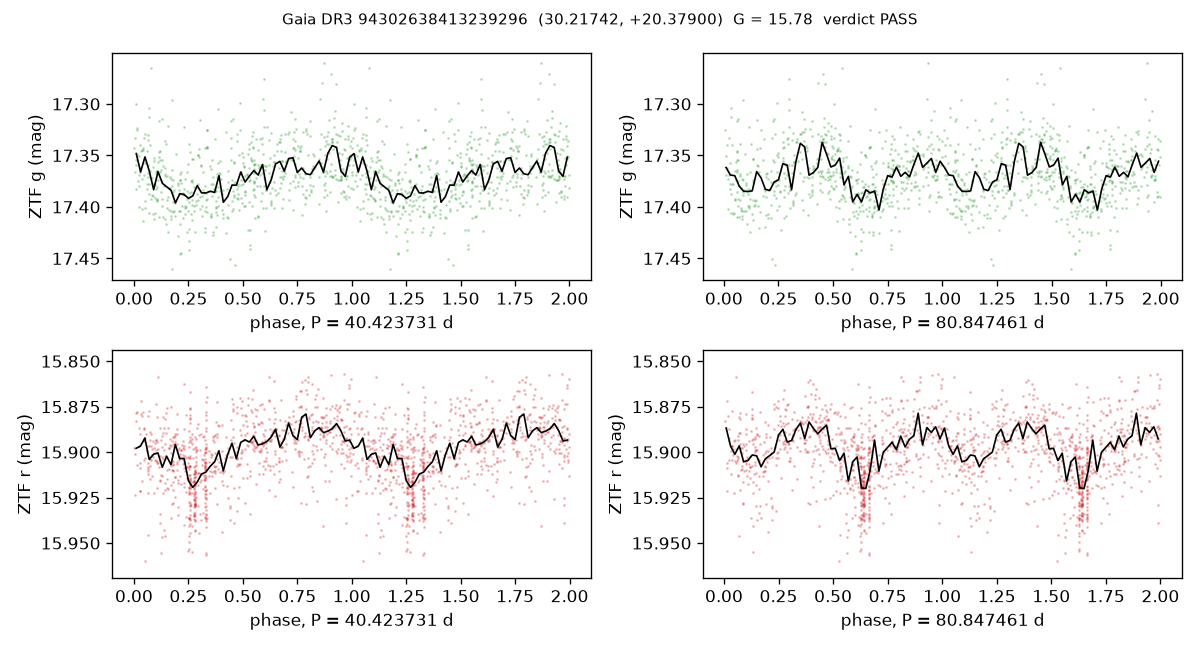 Gaia DR3 94302638413239296 (30.21742, +20.37900) G = 15.78 verdict PASS
ZTF g (mag)
17.30
17.35
17.40
17.45
0.00 0.25 0.50 0.75 1.00 1.25 1.50 1.75 2.00
phase, P = 40.423731 d
ZTF g (mag)
17.30
17.35
17.40
17.45
0.00 0.25 0.50 0.75 1.00 1.25 1.50 1.75 2.00
phase, P = 80.847461 d
ZTF r (mag)
15.850
15.875
15.900
15.925
15.950
0.00 0.25 0.50 0.75 1.00 1.25 1.50 1.75 2.00
phase, P = 40.423731 d
ZTF r (mag)
15.850
15.875
15.900
15.925
15.950
0.00 0.25 0.50 0.75 1.00 1.25 1.50 1.75 2.00
phase, P = 80.847461 d